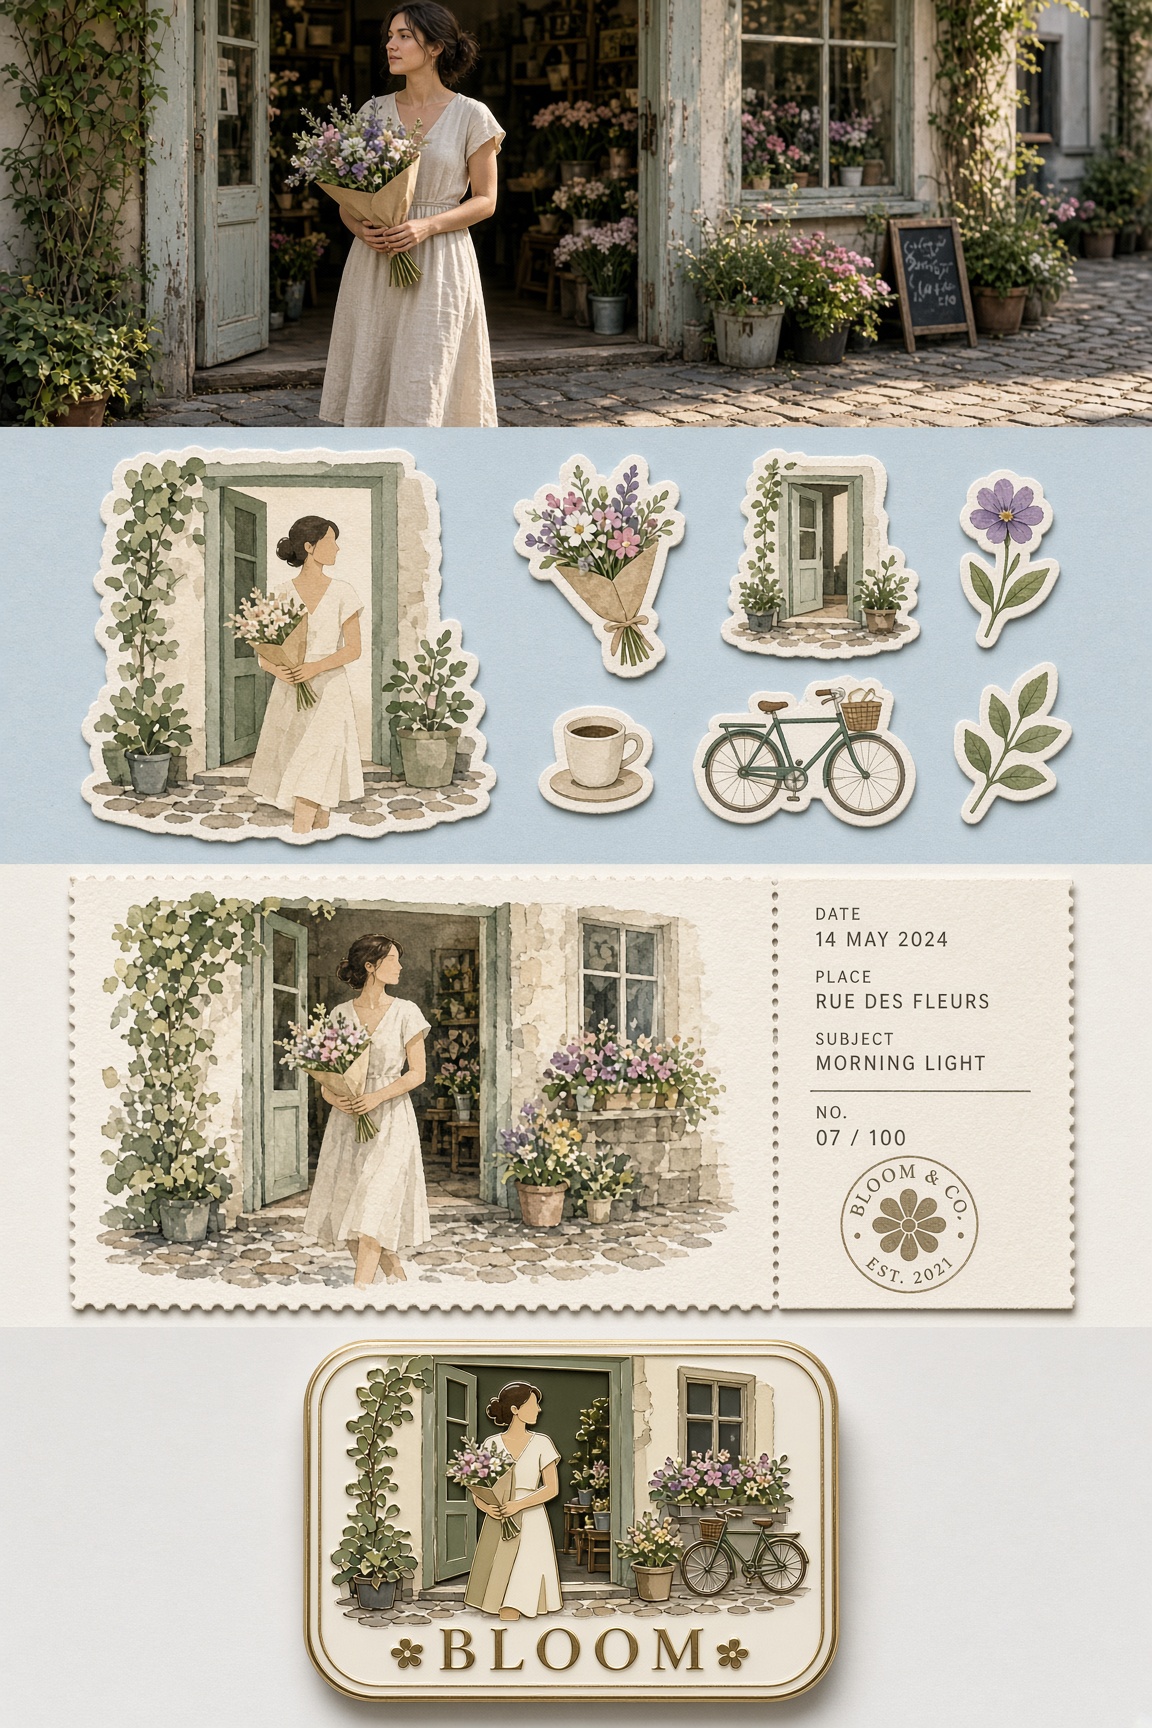 DATE
14 MAY 2024
PLACE
RUE DES FLEURS
SUBJECT
MORNING LIGHT
NO.
07 / 100
BLOOM & CO.
EST. 2021
BLOOM